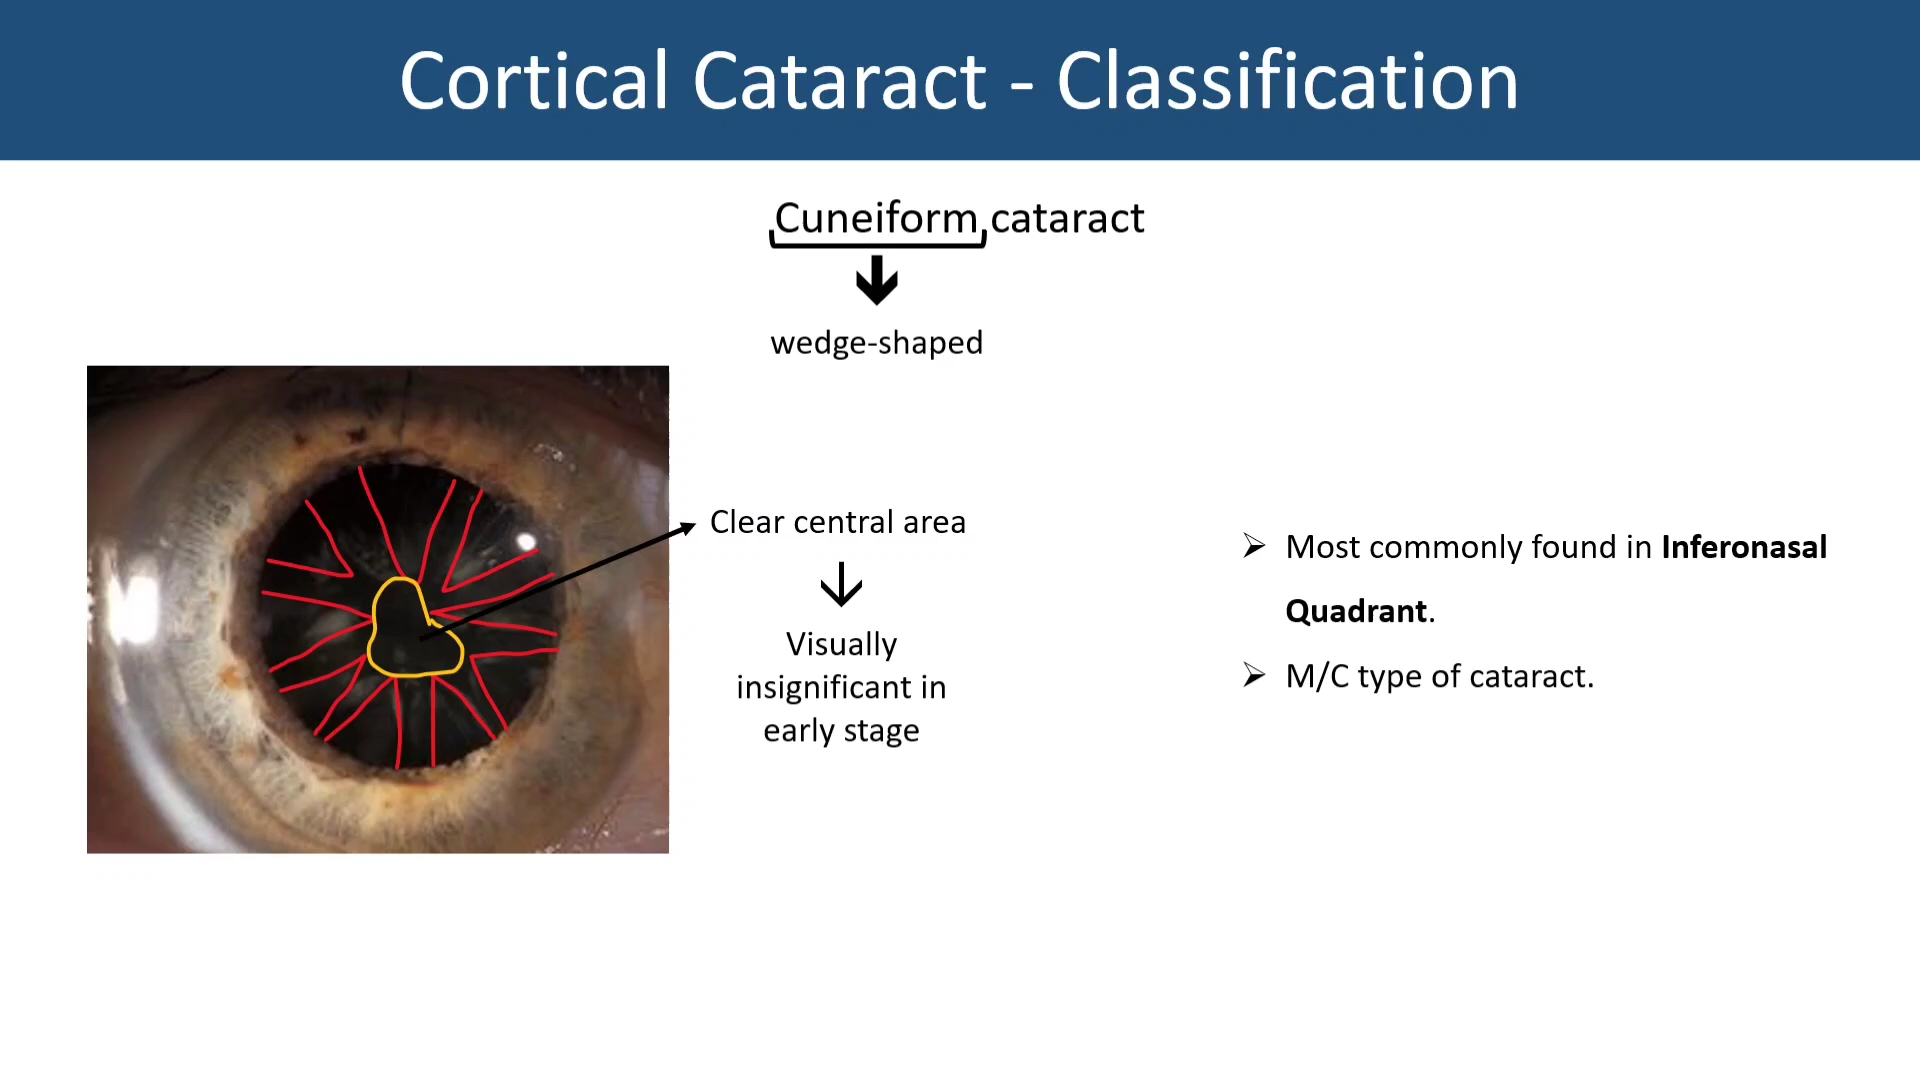 Cortical Cataract - Classification
Cuneiform cataract
wedge-shaped
Clear central area
Visually
insignificant in
early stage
➢ Most commonly found in Inferonasal
Quadrant.
➢ M/C type of cataract.